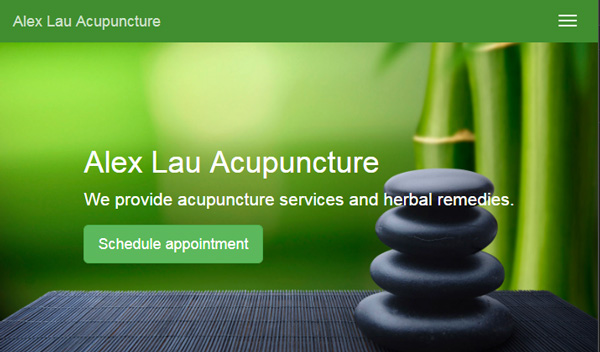 Alex Lau Acupuncture
Alex Lau Acupuncture
We provide acupuncture services and herbal remedies.
Schedule appointment